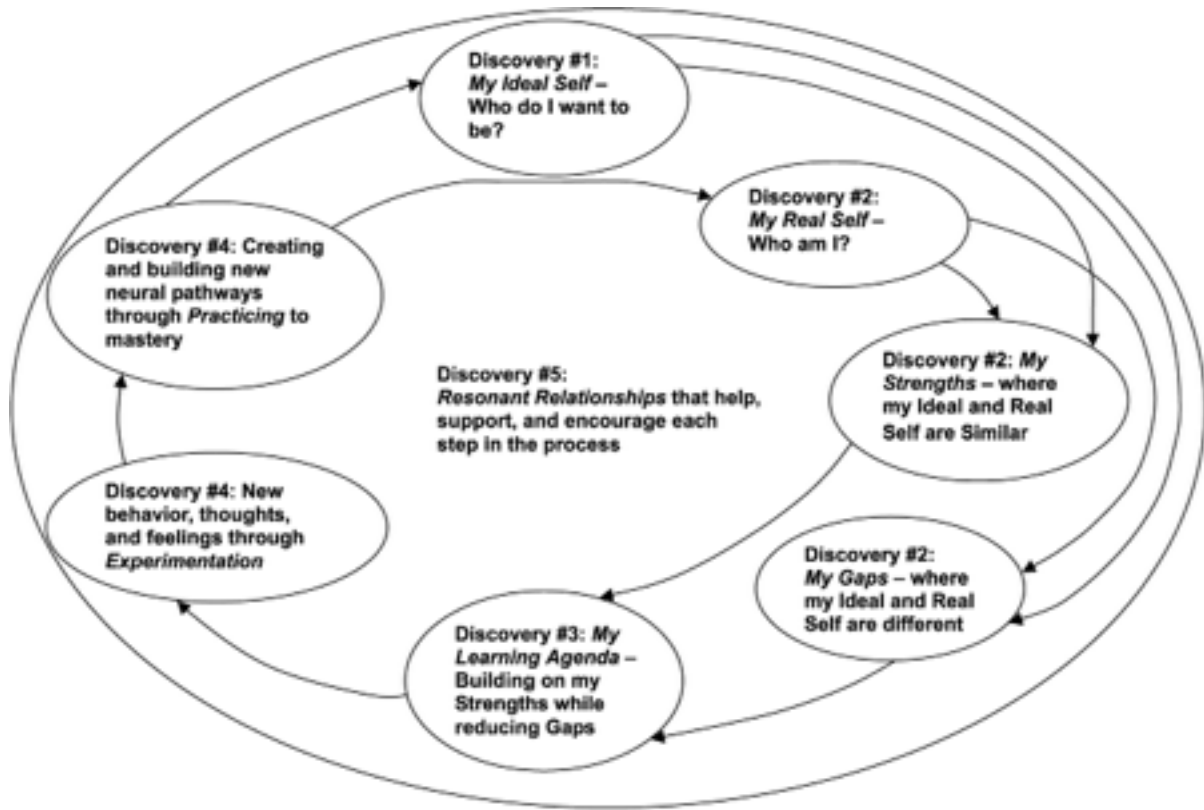 Discovery #1:
My Ideal Self –
Who do I want to
be?
Discovery #2:
My Real Self –
Who am I?
Discovery #2: My
Strengths – where
my Ideal and Real
Self are Similar
Discovery #2:
My Gaps – where
my Ideal and Real
Self are different
Discovery #3: My
Learning Agenda –
Building on my
Strengths while
reducing Gaps
Discovery #4: New
behavior, thoughts,
and feelings through
Experimentation
Discovery #4: Creating
and building new
neural pathways
through Practicing to
mastery
Discovery #5:
Resonant Relationships that help,
support, and encourage each
step in the process